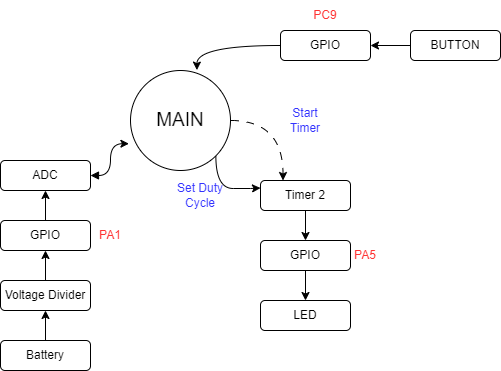 PC9
GPIO
BUTTON
MAIN
Start
Timer
ADC
Set Duty
Cycle
Timer 2
GPIO
PA1
GPIO
PA5
Voltage Divider
LED
Battery